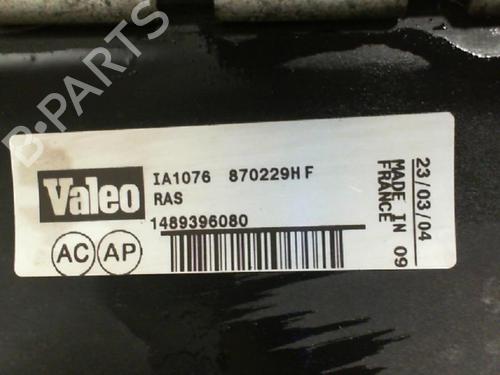 B-PARTS
Valeo
IA1076 870229H F
RAS
1489396080
AC AP
23/03/04
MADE IN 09
FRANCE